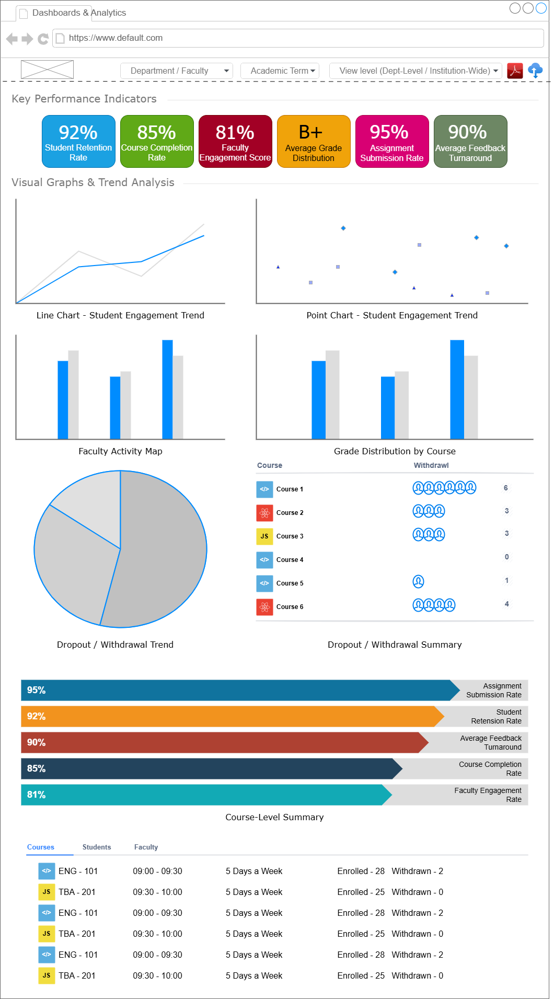 Dashboards & Analytics
https://www.default.com
Department / Faculty
Academic Term
View level (Dept-Level / Institution-Wide)
Key Performance Indicators
92%
Student Retention
Rate
85%
Course Completion
Rate
81%
Faculty
Engagement Score
B+
Average Grade
Distribution
95%
Assignment
Submission Rate
90%
Average Feedback
Turnaround
Visual Graphs & Trend Analysis
Line Chart - Student Engagement Trend
Point Chart - Student Engagement Trend
Faculty Activity Map
Grade Distribution by Course
Course Withdrawl
</> Course 1 6
Course 2 3
JS Course 3 3
</> Course 4 0
</> Course 5 1
Course 6 4
Dropout / Withdrawal Trend
Dropout / Withdrawal Summary
95%
Assignment
Submission Rate
92%
Student
Retension Rate
90%
Average Feedback
Turnaround
85%
Course Completion
Rate
81%
Faculty Engagement
Rate
Course-Level Summary
Courses Students Faculty
</> ENG - 101 09:00 - 09:30 5 Days a Week Enrolled - 28 Withdrawn - 2
JS TBA - 201 09:30 - 10:00 5 Days a Week Enrolled - 25 Withdrawn - 0
</> ENG - 101 09:00 - 09:30 5 Days a Week Enrolled - 28 Withdrawn - 2
JS TBA - 201 09:30 - 10:00 5 Days a Week Enrolled - 25 Withdrawn - 0
</> ENG - 101 09:00 - 09:30 5 Days a Week Enrolled - 28 Withdrawn - 2
JS TBA - 201 09:30 - 10:00 5 Days a Week Enrolled - 25 Withdrawn - 0